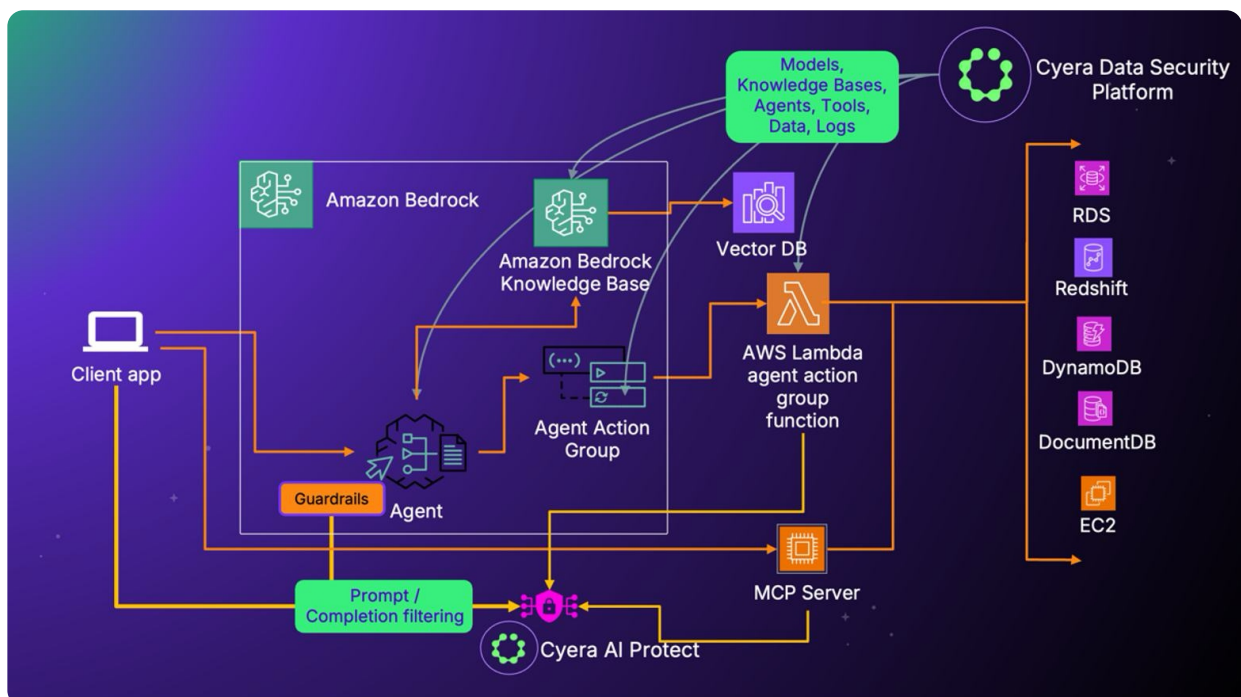 Models,
Knowledge Bases,
Agents, Tools,
Data, Logs
Cyera Data Security
Platform
Amazon Bedrock
Amazon Bedrock
Knowledge Base
Vector DB
RDS
Redshift
DynamoDB
DocumentDB
EC2
Client app
(···)
Agent Action
Group
AWS Lambda
agent action
group
function
Guardrails
Agent
MCP Server
Prompt /
Completion filtering
Cyera AI Protect